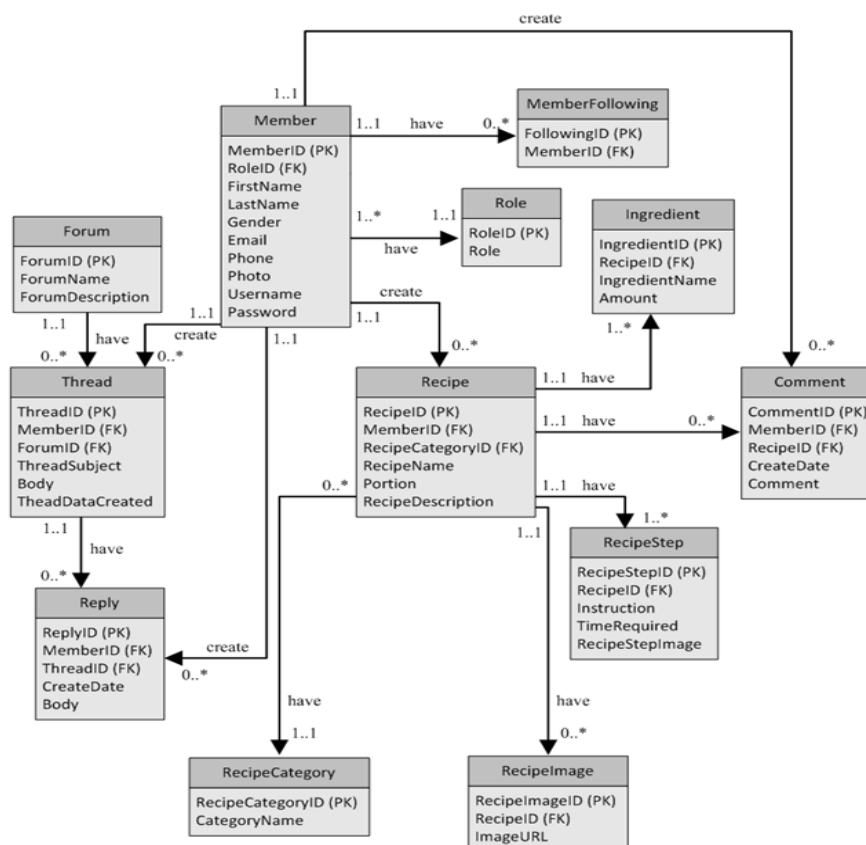 create
1..1
0..*
Member
MemberID (PK)
RoleID (FK)
FirstName
LastName
Gender
Email
Phone
Photo
Username
Password
1..1
have
0..*
MemberFollowing
FollowingID (PK)
MemberID (FK)
1..*
have
1..1
Role
RoleID (PK)
Role
Ingredient
IngredientID (PK)
RecipeID (FK)
IngredientName
Amount
Forum
ForumID (PK)
ForumName
ForumDescription
1..1
have
0..*
1..1
create
0..*
1..1
create
1..1
0..*
Thread
ThreadID (PK)
MemberID (FK)
ForumID (FK)
ThreadSubject
Body
TheadDataCreated
Recipe
RecipeID (PK)
MemberID (FK)
RecipeCategoryID (FK)
RecipeName
Portion
RecipeDescription
1..*
1..1 have
1..1 have
0..*
Comment
CommentID (PK)
MemberID (FK)
RecipeID (FK)
CreateDate
Comment
1..1 have
1..*
1..1
0..*
RecipeStep
RecipeStepID (PK)
RecipeID (FK)
Instruction
TimeRequired
RecipeStepImage
1..1
have
0..*
Reply
ReplyID (PK)
MemberID (FK)
ThreadID (FK)
CreateDate
Body
create
0..*
have
1..1
have
0..*
RecipeCategory
RecipeCategoryID (PK)
CategoryName
RecipeImage
RecipeImageID (PK)
RecipeID (FK)
ImageURL